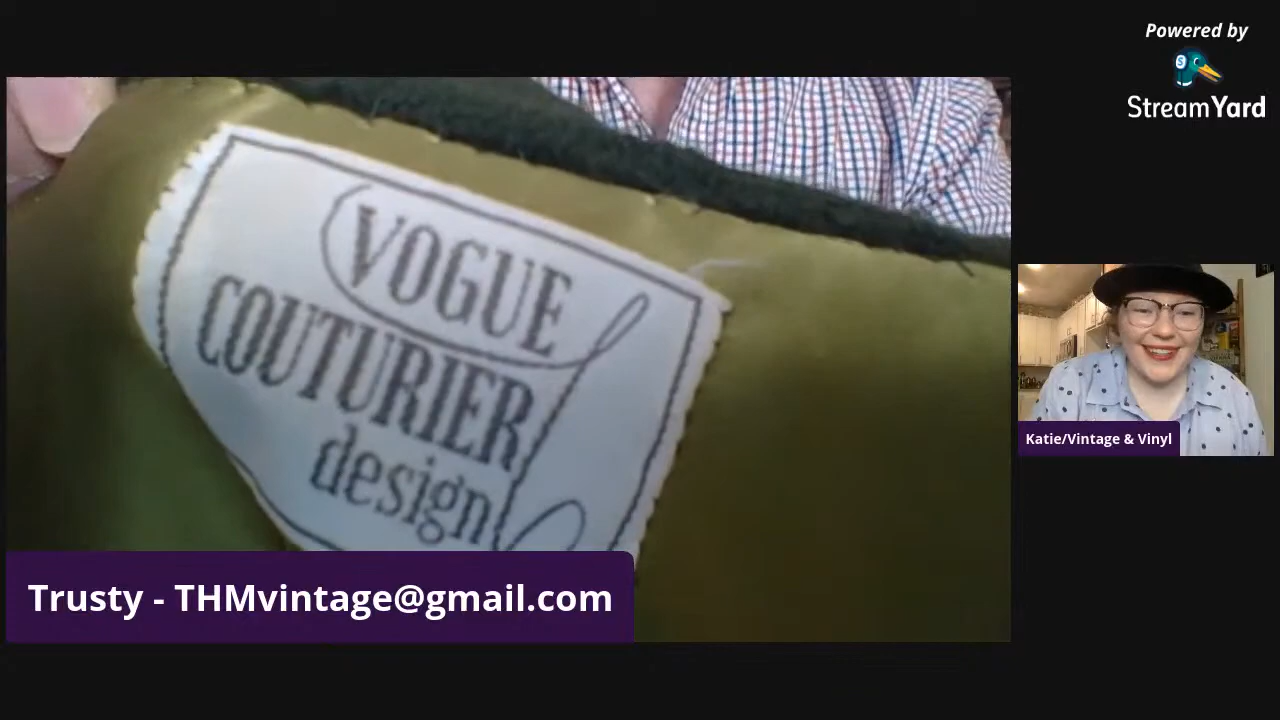 Powered by
StreamYard
VOGUE
COUTURIER
design
Katie/Vintage & Vinyl
Trusty - THMvintage@gmail.com